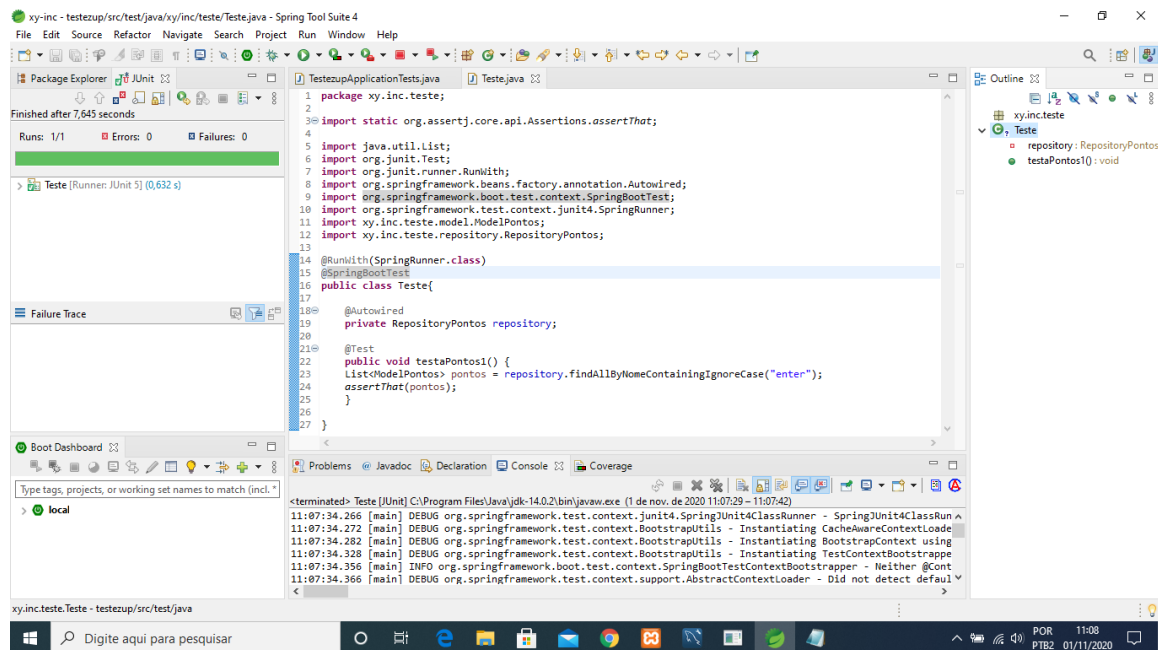 xy-inc - testezup/src/test/java/xy/inc/teste/Teste.java - Spring Tool Suite 4
File Edit Source Refactor Navigate Search Project Run Window Help
Package Explorer JUnit
Finished after 7,645 seconds
Runs: 1/1 Errors: 0 Failures: 0
Teste [Runner: JUnit 5] (0,632 s)
Failure Trace
Boot Dashboard
Type tags, projects, or working set names to match (incl. *
local
TestezupApplicationTests.java Teste.java
1 package xy.inc.teste;
2
3 import static org.assertj.core.api.Assertions.assertThat;
4
5 import java.util.List;
6 import org.junit.Test;
7 import org.junit.runner.RunWith;
8 import org.springframework.beans.factory.annotation.Autowired;
9 import org.springframework.boot.test.context.SpringBootTest;
10 import org.springframework.test.context.junit4.SpringRunner;
11 import xy.inc.teste.model.ModelPontos;
12 import xy.inc.teste.repository.RepositoryPontos;
13
14 @RunWith(SpringRunner.class)
15 @SpringBootTest
16 public class Teste{
17
18 @Autowired
19 private RepositoryPontos repository;
20
21 @Test
22 public void testaPontos1() {
23 List<ModelPontos> pontos = repository.findAllByNomeContainingIgnoreCase("enter");
24 assertThat(pontos);
25 }
26
27 }
Problems @ Javadoc Declaration Console Coverage
<terminated> Teste [JUnit] C:\Program Files\Java\jdk-14.0.2\bin\javaw.exe (1 de nov. de 2020 11:07:29 – 11:07:42)
11:07:34.266 [main] DEBUG org.springframework.test.context.junit4.SpringJUnit4ClassRunner - SpringJUnit4ClassRun
11:07:34.272 [main] DEBUG org.springframework.test.context.BootstrapUtils - Instantiating CacheAwareContextLoade
11:07:34.282 [main] DEBUG org.springframework.test.context.BootstrapUtils - Instantiating BootstrapContext using
11:07:34.328 [main] DEBUG org.springframework.test.context.BootstrapUtils - Instantiating TestContextBootstrappe
11:07:34.356 [main] INFO org.springframework.boot.test.context.SpringBootTestContextBootstrapper - Neither @Cont
11:07:34.366 [main] DEBUG org.springframework.test.context.support.AbstractContextLoader - Did not detect defaul
Outline
xy.inc.teste
Teste
repository : RepositoryPontos
testaPontos1() : void
xy.inc.teste.Teste - testezup/src/test/java
Digite aqui para pesquisar
POR 11:08
PTB2 01/11/2020